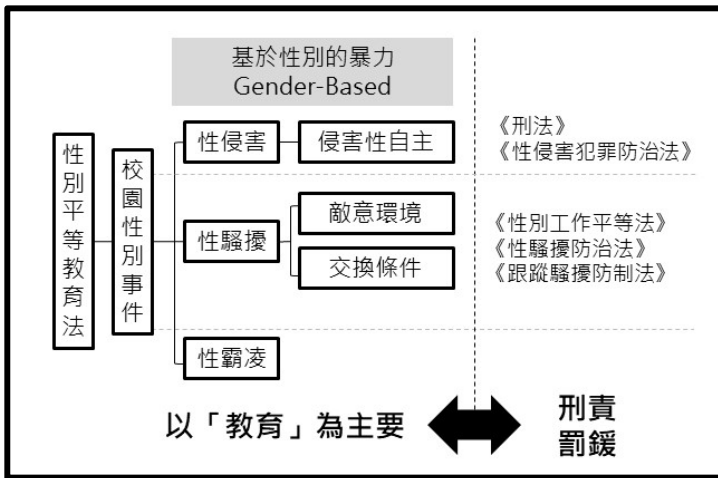 基於性別的暴力
Gender-Based
性別平等教育法
校園性別事件
性侵害
侵害性自主
《刑法》
《性侵害犯罪防治法》
性騷擾
敵意環境
交換條件
《性別工作平等法》
《性騷擾防治法》
《跟蹤騷擾防制法》
性霸凌
以「教育」為主要
刑責
罰鍰